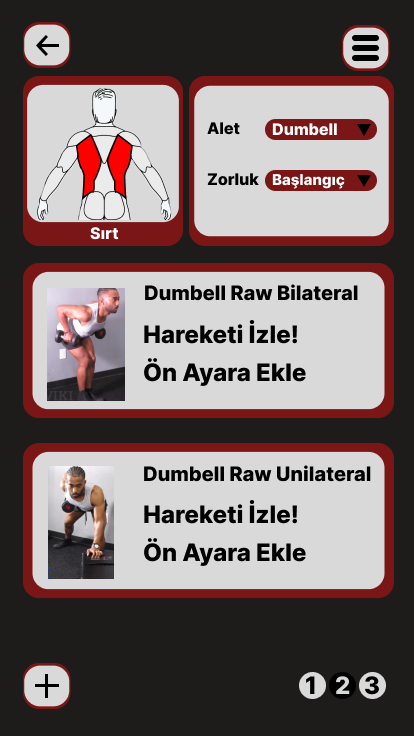 Alet
Dumbell
Zorluk
Başlangıç
Sırt
Dumbell Raw Bilateral
Hareketi İzle!
Ön Ayara Ekle
Dumbell Raw Unilateral
Hareketi İzle!
Ön Ayara Ekle
1 2 3